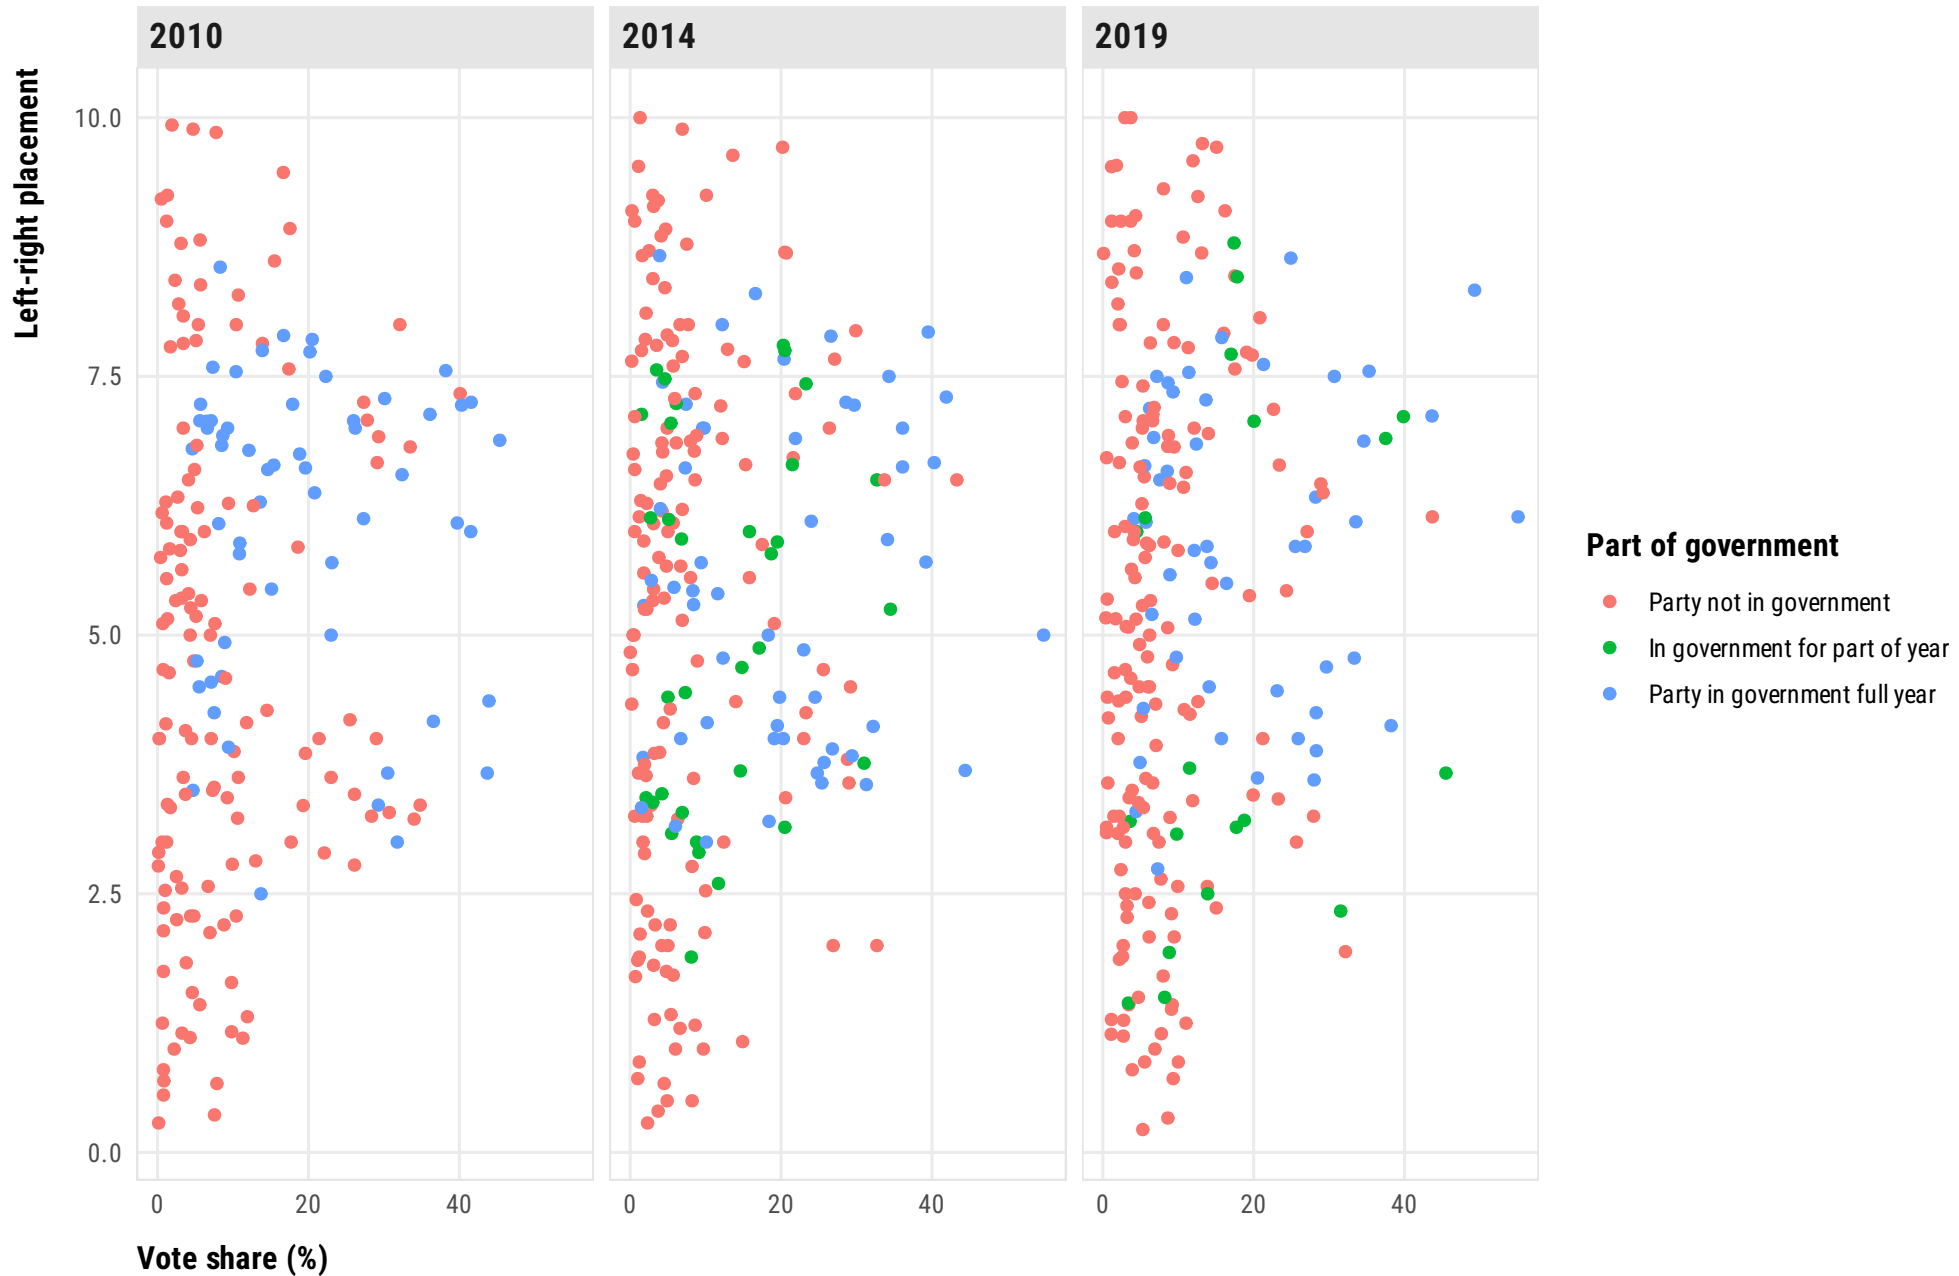 2010
2014
2019
Left-right placement
10.0
7.5
5.0
2.5
0.0
0 20 40
0 20 40
0 20 40
Vote share (%)
Part of government
Party not in government
In government for part of year
Party in government full year